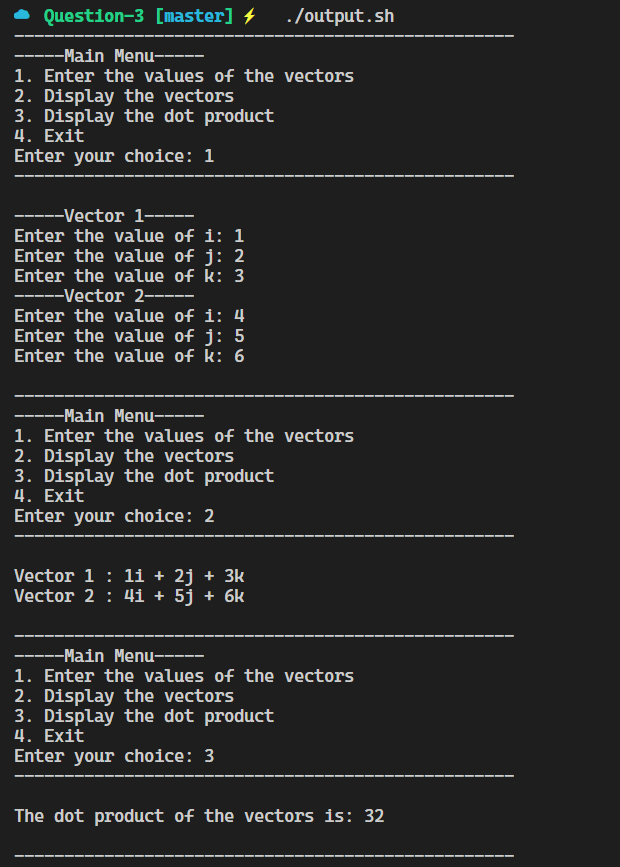 Question-3 [master] ⚡ ./output.sh
--------------------------------------------------
-----Main Menu-----
1. Enter the values of the vectors
2. Display the vectors
3. Display the dot product
4. Exit
Enter your choice: 1
--------------------------------------------------
-----Vector 1-----
Enter the value of i: 1
Enter the value of j: 2
Enter the value of k: 3
-----Vector 2-----
Enter the value of i: 4
Enter the value of j: 5
Enter the value of k: 6
--------------------------------------------------
-----Main Menu-----
1. Enter the values of the vectors
2. Display the vectors
3. Display the dot product
4. Exit
Enter your choice: 2
--------------------------------------------------
Vector 1 : 1i + 2j + 3k
Vector 2 : 4i + 5j + 6k
--------------------------------------------------
-----Main Menu-----
1. Enter the values of the vectors
2. Display the vectors
3. Display the dot product
4. Exit
Enter your choice: 3
--------------------------------------------------
The dot product of the vectors is: 32
--------------------------------------------------